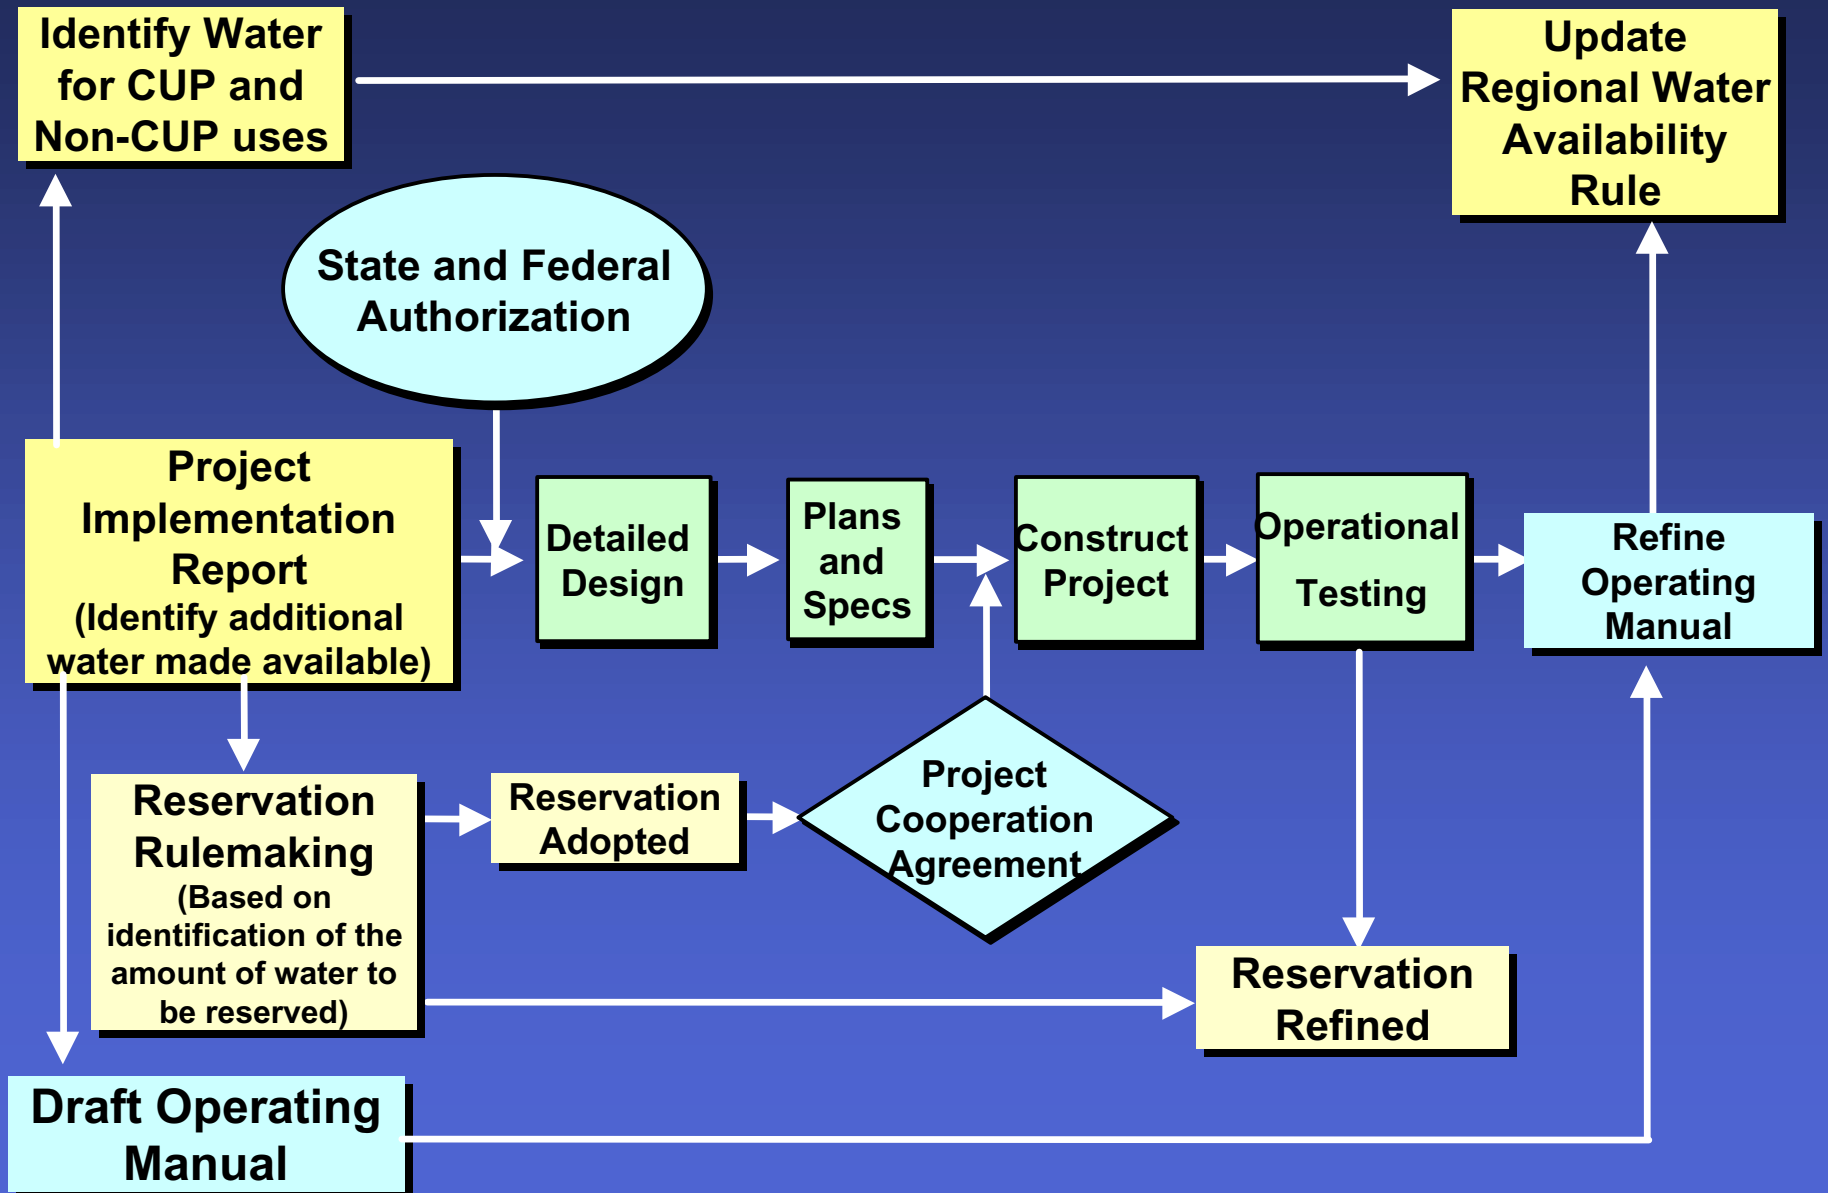 Identify Water
for CUP and
Non-CUP uses
Update
Regional Water
Availability
Rule
State and Federal
Authorization
Project
Implementation
Report
(Identify additional
water made available)
Detailed
Design
Plans
and
Specs
Construct
Project
Operational
Testing
Refine
Operating
Manual
Reservation
Rulemaking
(Based on
identification of the
amount of water to
be reserved)
Reservation
Adopted
Project
Cooperation
Agreement
Reservation
Refined
Draft Operating
Manual